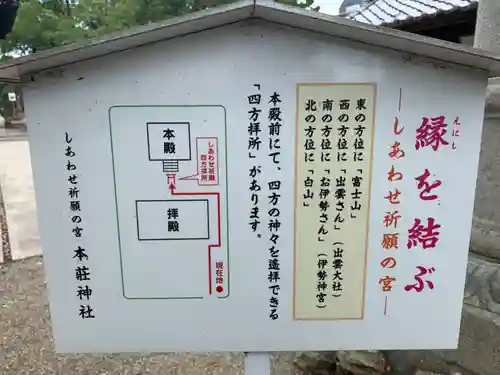 縁を結ぶ
えにし
―しあわせ祈願の宮―
東の方位に「富士山」
西の方位に「出雲さん」(出雲大社)
南の方位に「お伊勢さん」(伊勢神宮)
北の方位に「白山」
本殿前にて、四方の神々を遥拝できる
「四方拝所」があります。
本殿
しあわせ祈願
四方拝所
拝殿
現在地
しあわせ祈願の宮 本荘神社